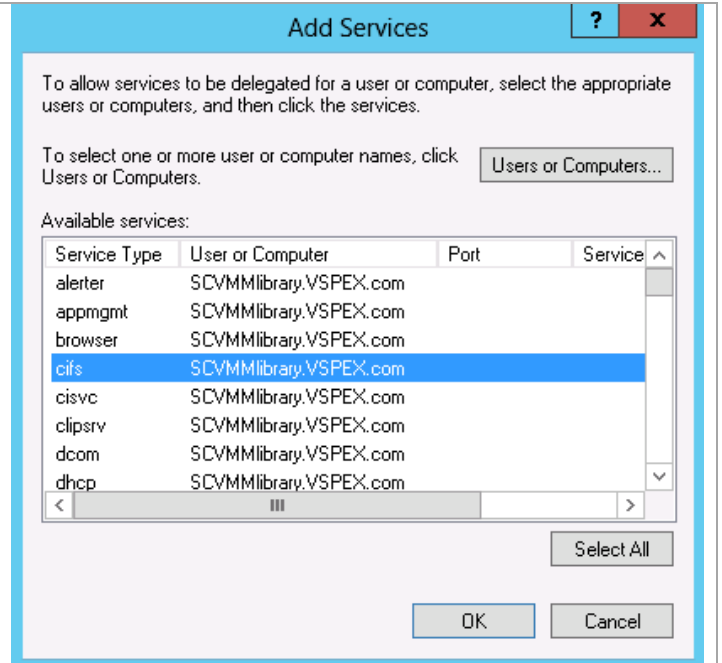 Add Services
?
x
To allow services to be delegated for a user or computer, select the appropriate
users or computers, and then click the services.
To select one or more user or computer names, click
Users or Computers.
Users or Computers...
Available services:
Service Type User or Computer Port Service
alerter SCVMMlibrary.VSPEX.com
appmgmt SCVMMlibrary.VSPEX.com
browser SCVMMlibrary.VSPEX.com
cifs SCVMMlibrary.VSPEX.com
cisvc SCVMMlibrary.VSPEX.com
clipsrv SCVMMlibrary.VSPEX.com
dcom SCVMMlibrary.VSPEX.com
dhcp SCVMMlibrary.VSPEX.com
Select All
OK Cancel